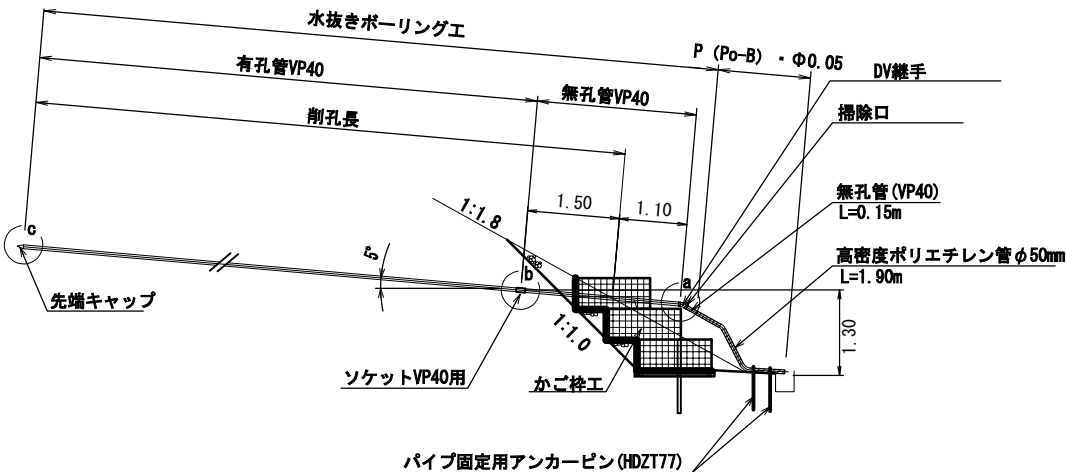 水抜きボーリング工
P (Po-B) ・Φ0.05
有孔管VP40
無孔管VP40
削孔長
DV継手
掃除口
無孔管(VP40)
L=0.15m
高密度ポリエチレン管φ50mm
L=1.90m
1.50
1.10
1:1.8
c
5°
b
a
先端キャップ
1:1.0
1.30
ソケットVP40用
かご枠工
パイプ固定用アンカーピン(HDZT77)